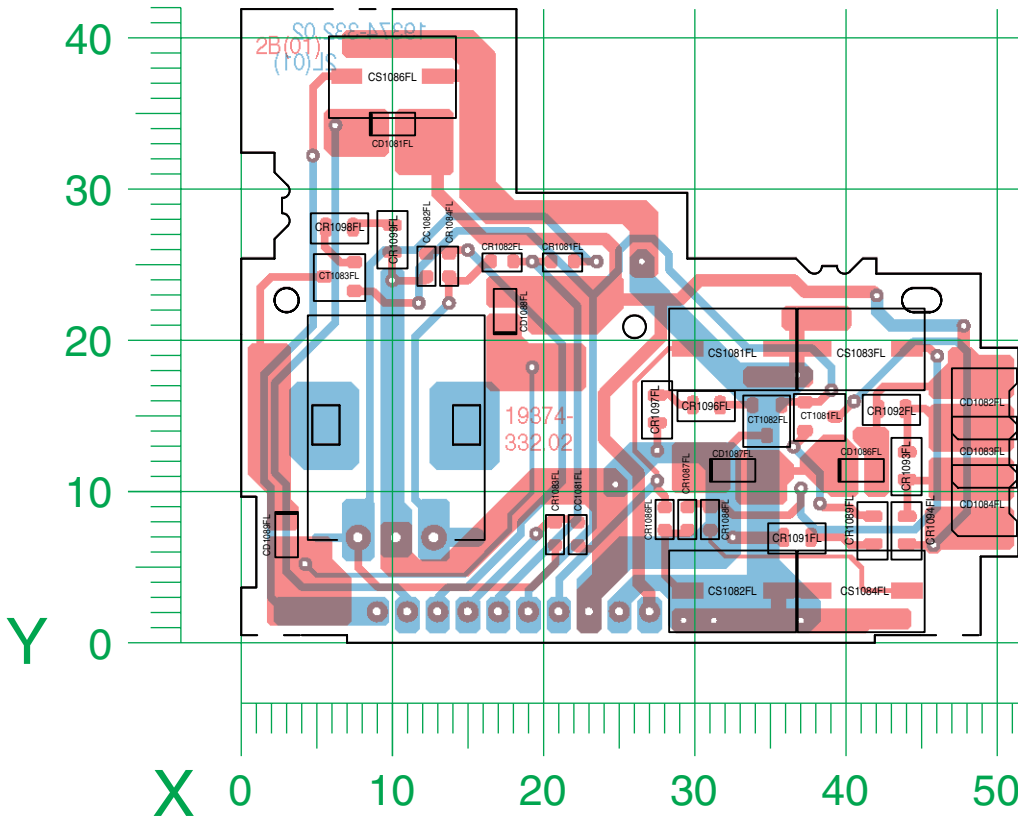 19374-332.02
2B(01)
2L(01)
40
CS1086FL
CD1081FL
30
CR1098FL
CR1099FL
CC1082FL
CR1084FL
CT1083FL
CR1082FL
CR1081FL
CD1088FL
20
CS1081FL
CS1083FL
CR1097FL
CR1096FL
CT1082FL
CT1081FL
CR1092FL
CD1082FL
19374-
332.02
CD1087FL
CD1086FL
CR1093FL
CD1083FL
10
CD1089FL
CR1083FL
CC1081FL
CR1086FL
CR1087FL
CR1088FL
CR1091FL
CR1089FL
CR1094FL
CD1084FL
CS1082FL
CS1084FL
Y
0
X
0
10
20
30
40
50